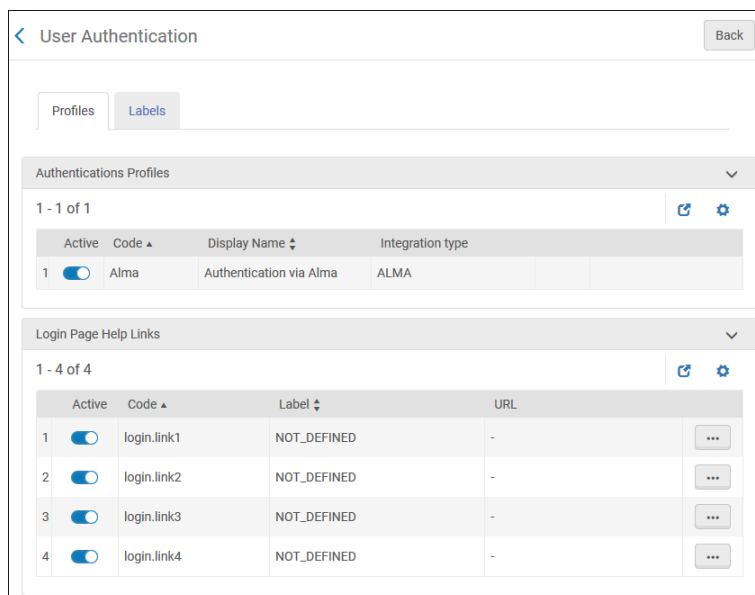 User Authentication
Back
Profiles
Labels
Authentications Profiles
1 - 1 of 1
Active Code Display Name Integration type
1 Alma Authentication via Alma ALMA
Login Page Help Links
1 - 4 of 4
Active Code Label URL
1 login.link1 NOT_DEFINED -
2 login.link2 NOT_DEFINED -
3 login.link3 NOT_DEFINED -
4 login.link4 NOT_DEFINED -